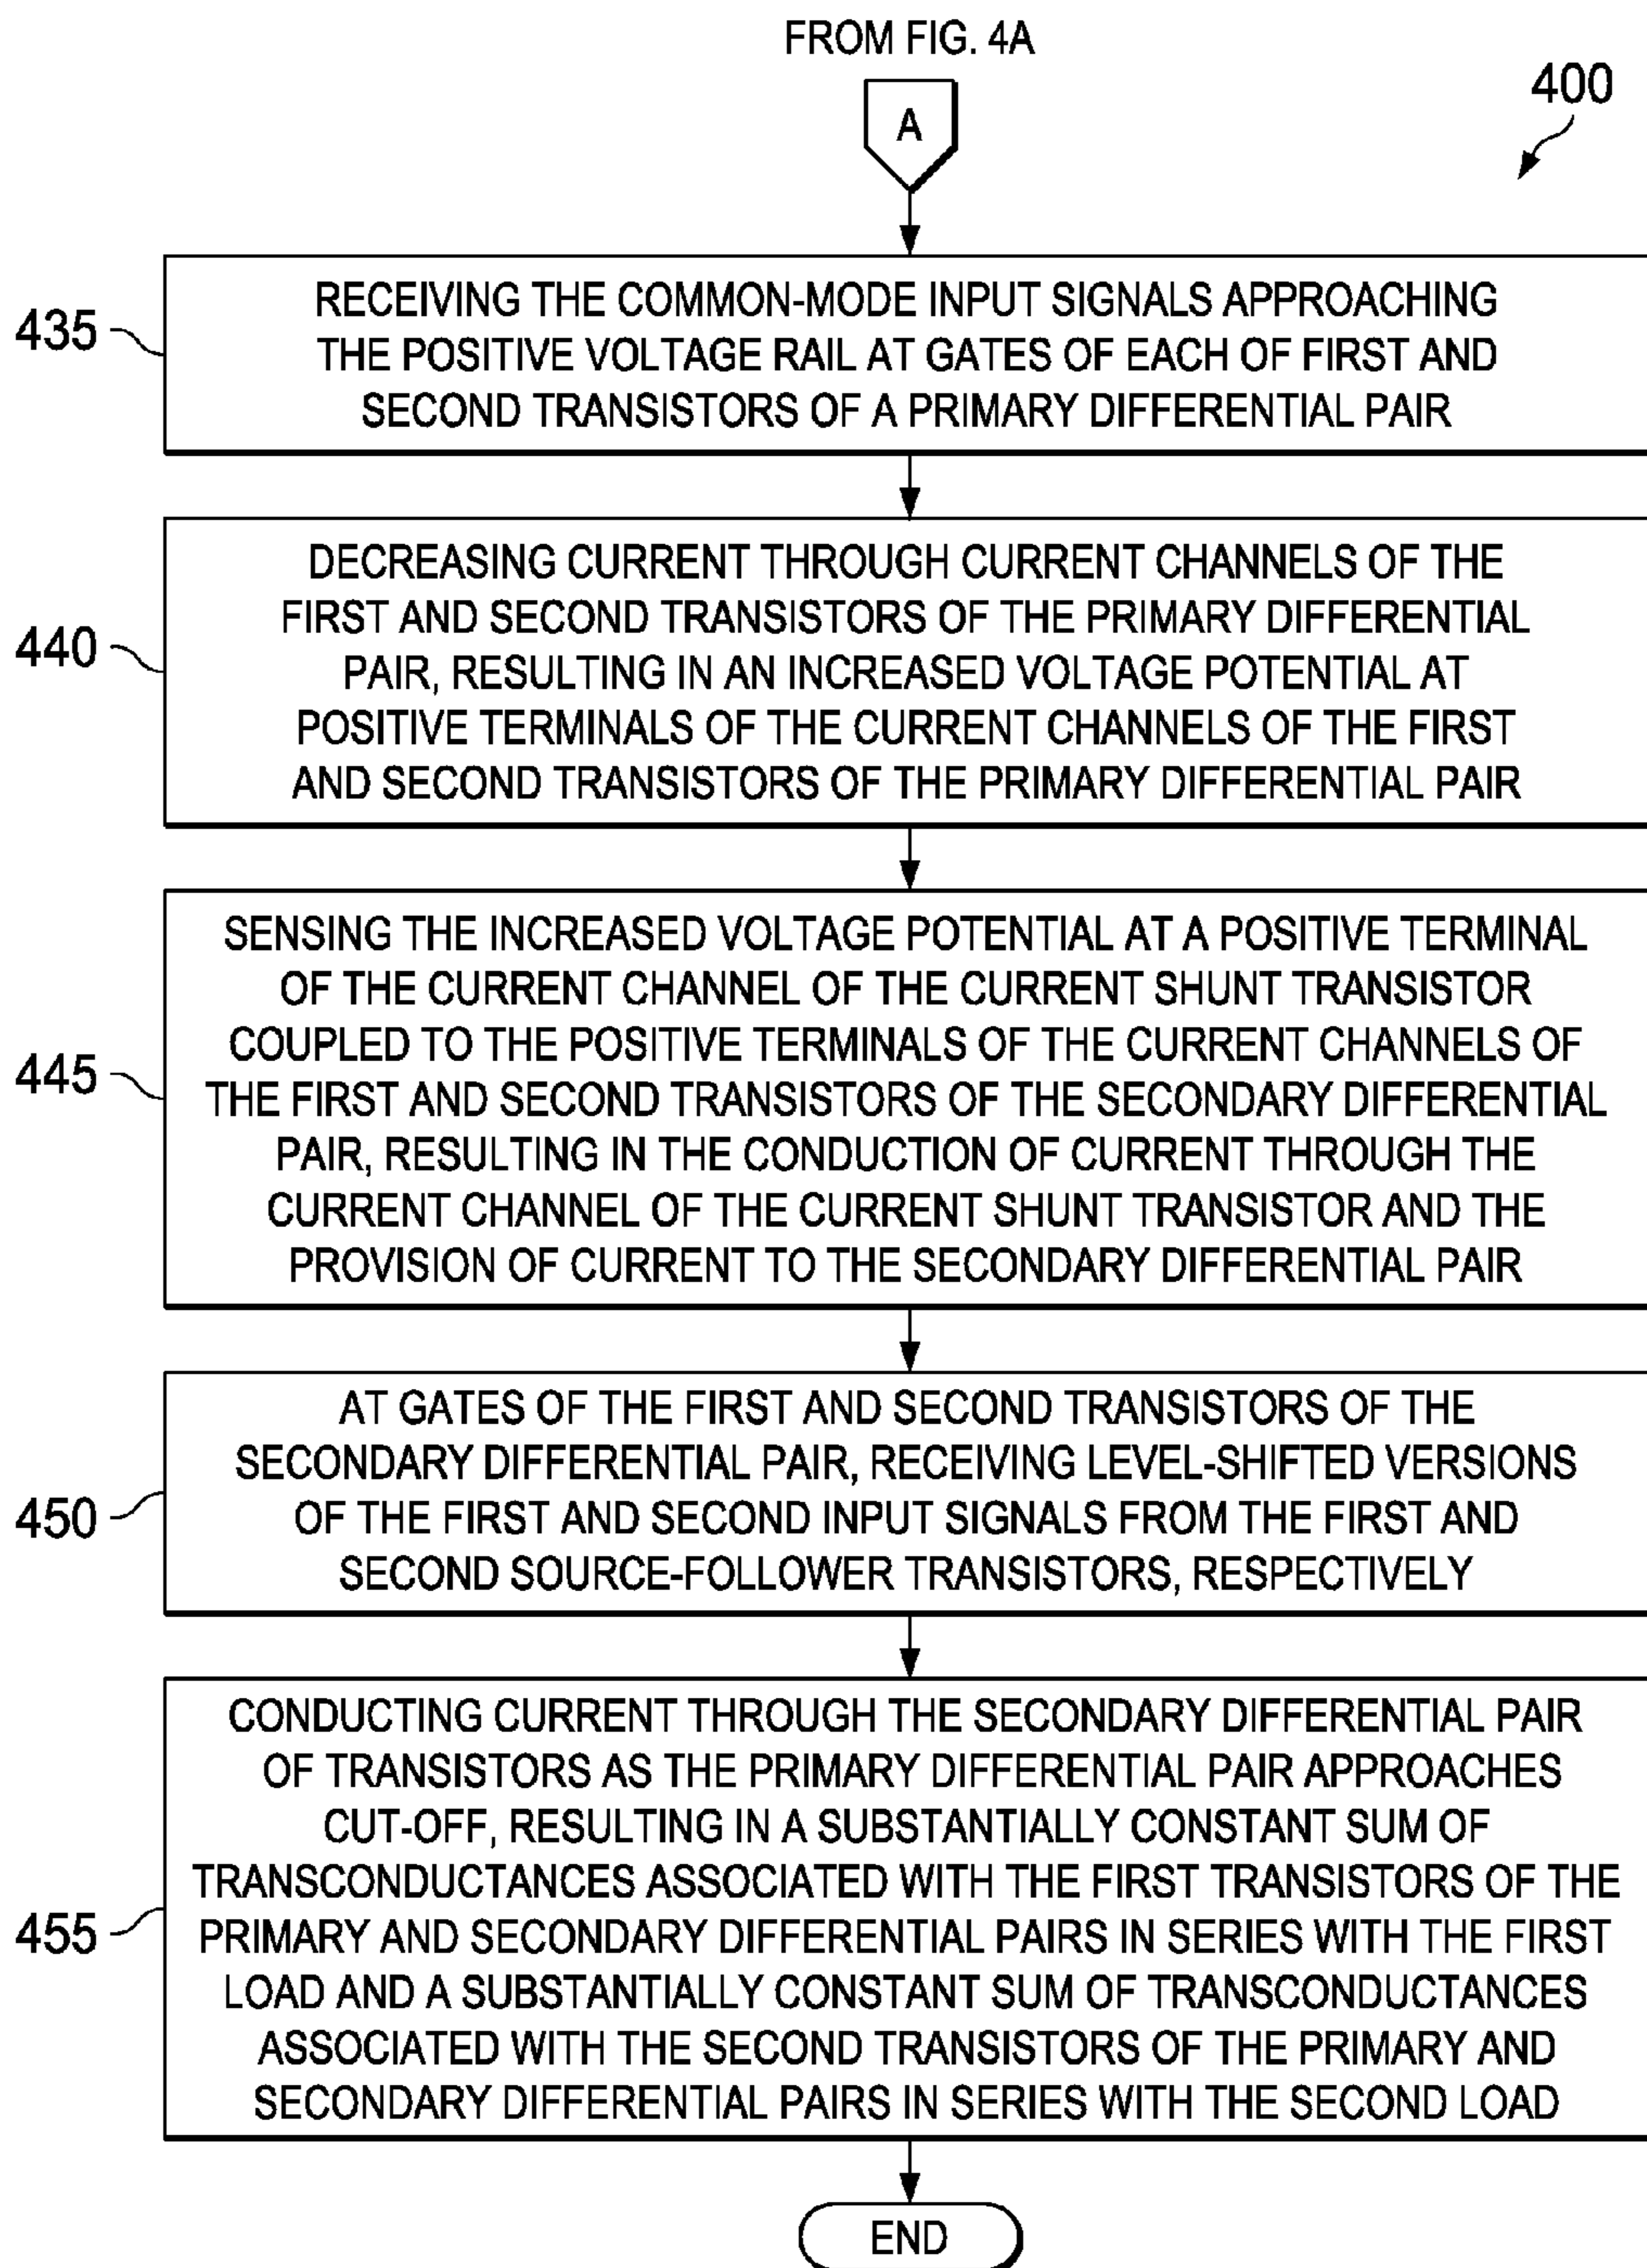 FROM FIG. 4A
A
400
435
RECEIVING THE COMMON-MODE INPUT SIGNALS APPROACHING
THE POSITIVE VOLTAGE RAIL AT GATES OF EACH OF FIRST AND
SECOND TRANSISTORS OF A PRIMARY DIFFERENTIAL PAIR
440
DECREASING CURRENT THROUGH CURRENT CHANNELS OF THE
FIRST AND SECOND TRANSISTORS OF THE PRIMARY DIFFERENTIAL
PAIR, RESULTING IN AN INCREASED VOLTAGE POTENTIAL AT
POSITIVE TERMINALS OF THE CURRENT CHANNELS OF THE FIRST
AND SECOND TRANSISTORS OF THE PRIMARY DIFFERENTIAL PAIR
445
SENSING THE INCREASED VOLTAGE POTENTIAL AT A POSITIVE TERMINAL
OF THE CURRENT CHANNEL OF THE CURRENT SHUNT TRANSISTOR
COUPLED TO THE POSITIVE TERMINALS OF THE CURRENT CHANNELS OF
THE FIRST AND SECOND TRANSISTORS OF THE SECONDARY DIFFERENTIAL
PAIR, RESULTING IN THE CONDUCTION OF CURRENT THROUGH THE
CURRENT CHANNEL OF THE CURRENT SHUNT TRANSISTOR AND THE
PROVISION OF CURRENT TO THE SECONDARY DIFFERENTIAL PAIR
450
AT GATES OF THE FIRST AND SECOND TRANSISTORS OF THE
SECONDARY DIFFERENTIAL PAIR, RECEIVING LEVEL-SHIFTED VERSIONS
OF THE FIRST AND SECOND INPUT SIGNALS FROM THE FIRST AND
SECOND SOURCE-FOLLOWER TRANSISTORS, RESPECTIVELY
455
CONDUCTING CURRENT THROUGH THE SECONDARY DIFFERENTIAL PAIR
OF TRANSISTORS AS THE PRIMARY DIFFERENTIAL PAIR APPROACHES
CUT-OFF, RESULTING IN A SUBSTANTIALLY CONSTANT SUM OF
TRANSCONDUCTANCES ASSOCIATED WITH THE FIRST TRANSISTORS OF THE
PRIMARY AND SECONDARY DIFFERENTIAL PAIRS IN SERIES WITH THE FIRST
LOAD AND A SUBSTANTIALLY CONSTANT SUM OF TRANSCONDUCTANCES
ASSOCIATED WITH THE SECOND TRANSISTORS OF THE PRIMARY AND
SECONDARY DIFFERENTIAL PAIRS IN SERIES WITH THE SECOND LOAD
END